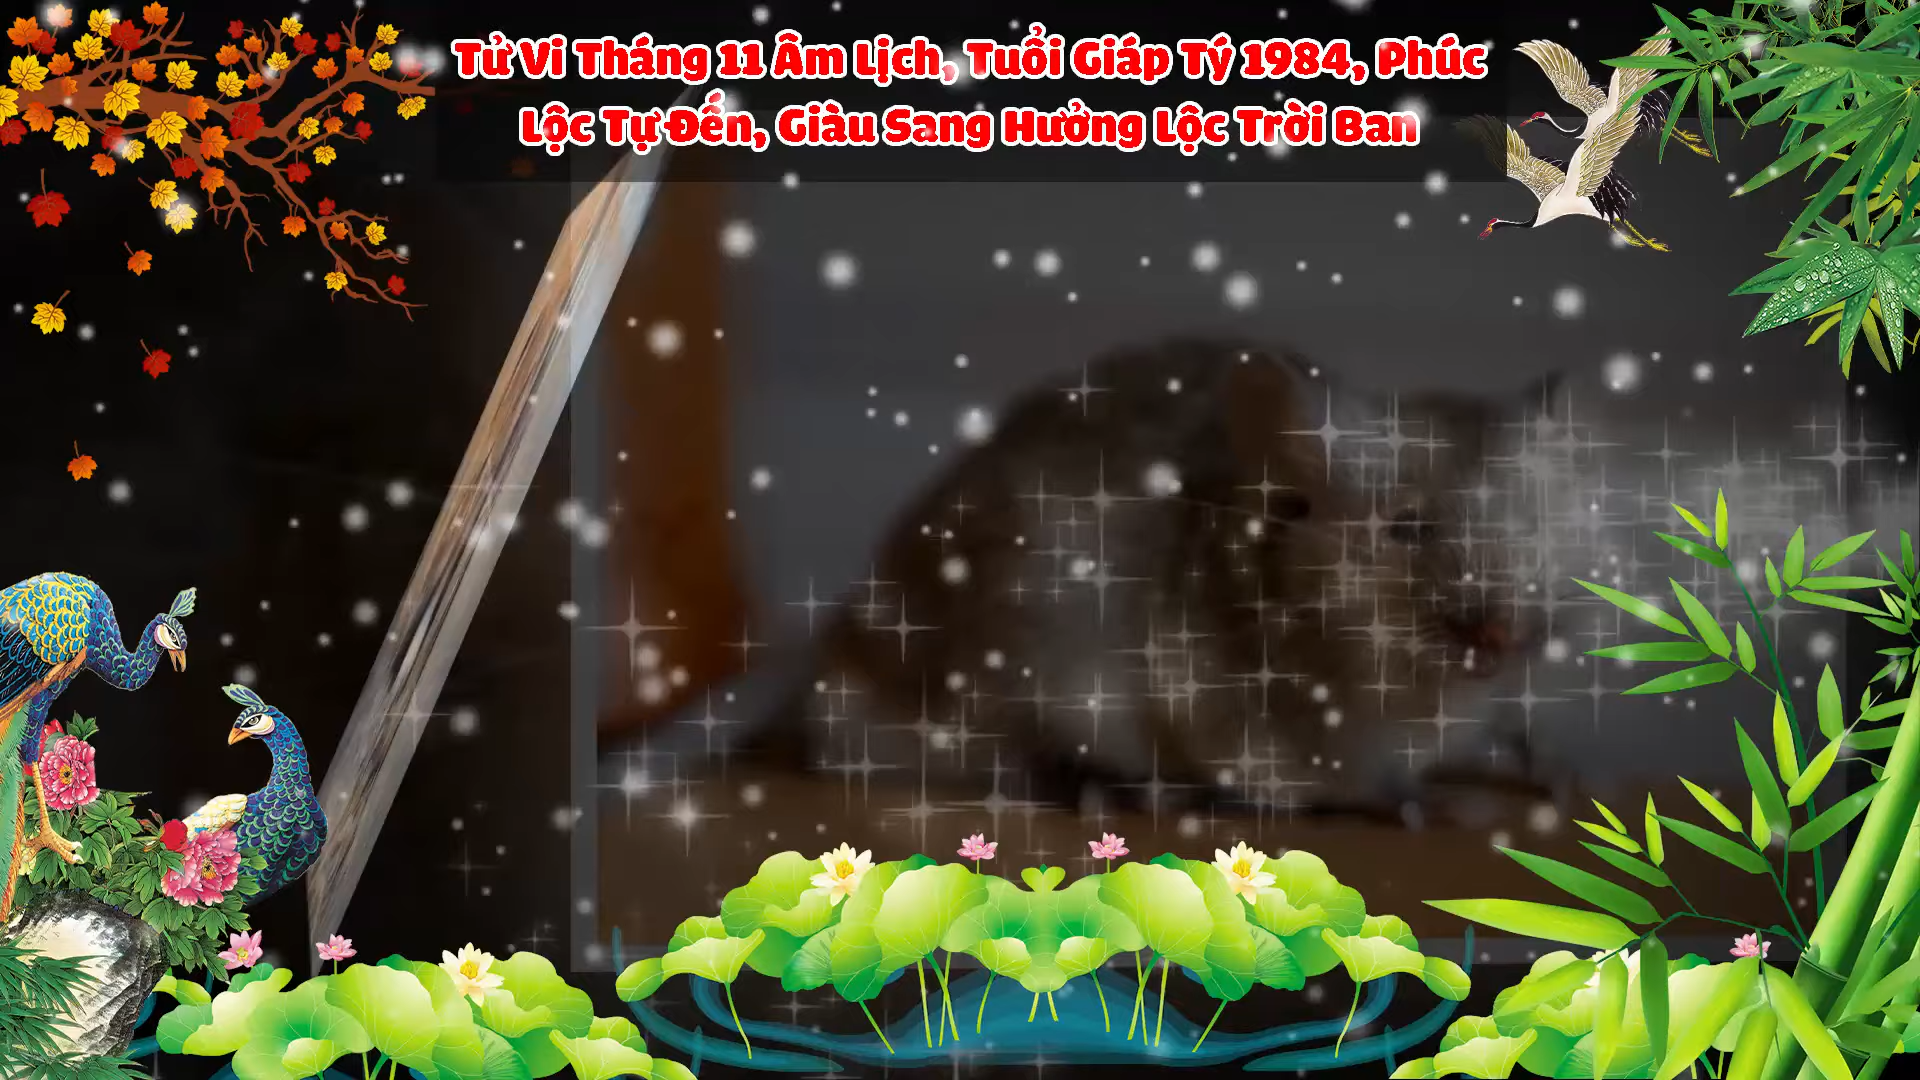 Tử Vi Tháng 11 Âm Lịch, Tuổi Giáp Tý 1984, Phúc
Lộc Tự Đến, Giàu Sang Hưởng Lộc Trời Ban